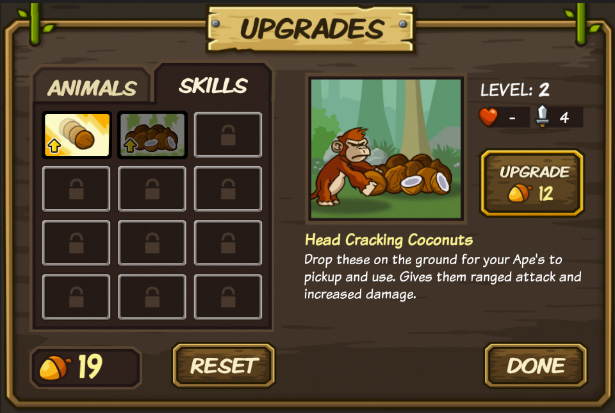 UPGRADES
ANIMALS
SKILLS
LEVEL: 2
- 4
UPGRADE
12
Head Cracking Coconuts
Drop these on the ground for your Ape's to
pickup and use. Gives them ranged attack and
increased damage.
19
RESET
DONE